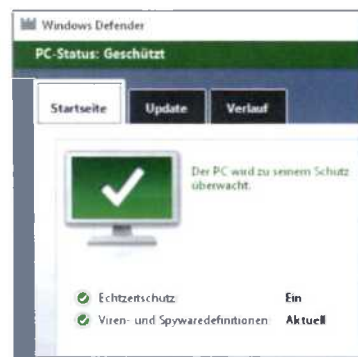 Windows Defender
PC-Status: Geschützt
Startseite Update Verlauf
Der PC wird zu seinem Schutz
überwacht.
Echtzeitschutz: Ein
Viren- und Spywaredefinitionen: Aktuell